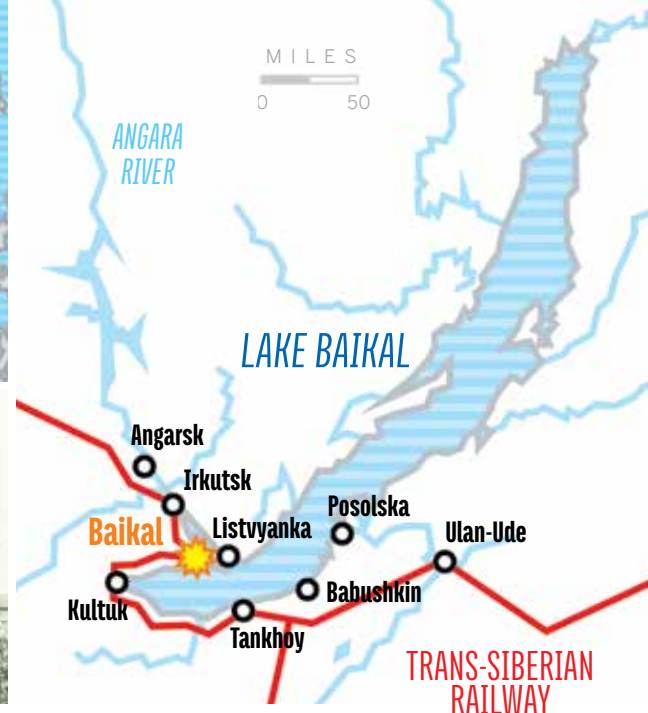 MILES
0 50
ANGARA
RIVER
LAKE BAIKAL
Angarsk
Irkutsk
Baikal
Listvyanka
Posolska
Ulan-Ude
Kultuk
Babushkin
Tankhoy
TRANS-SIBERIAN
RAILWAY